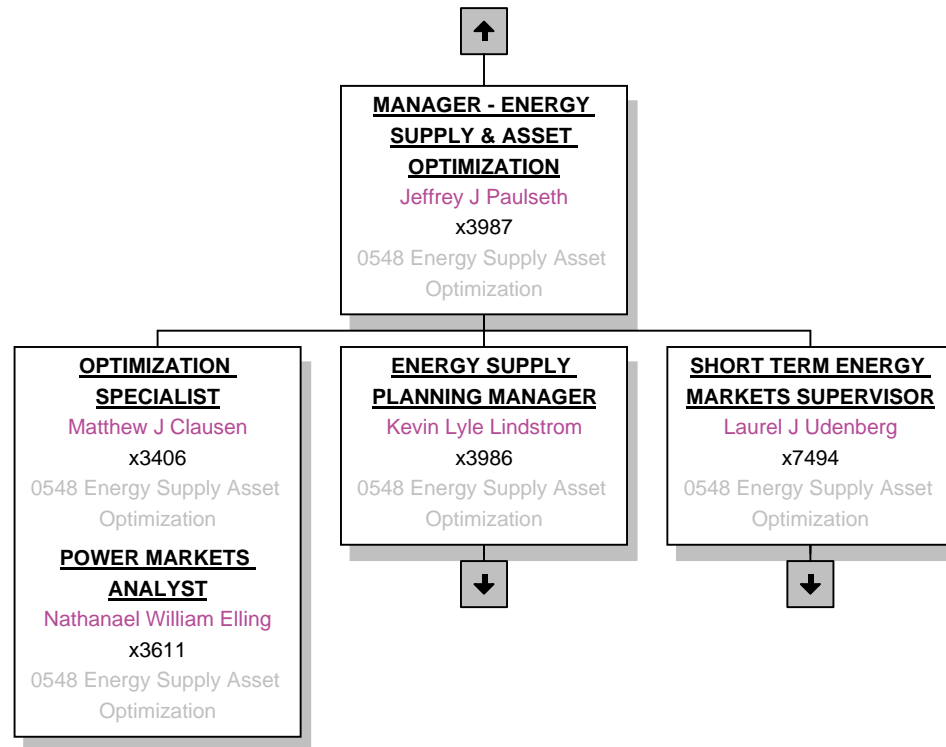 MANAGER - ENERGY
SUPPLY & ASSET
OPTIMIZATION
Jeffrey J Paulseth
x3987
0548 Energy Supply Asset
Optimization
OPTIMIZATION
SPECIALIST
Matthew J Clausen
x3406
0548 Energy Supply Asset
Optimization
POWER MARKETS
ANALYST
Nathanael William Elling
x3611
0548 Energy Supply Asset
Optimization
ENERGY SUPPLY
PLANNING MANAGER
Kevin Lyle Lindstrom
x3986
0548 Energy Supply Asset
Optimization
SHORT TERM ENERGY
MARKETS SUPERVISOR
Laurel J Udenberg
x7494
0548 Energy Supply Asset
Optimization